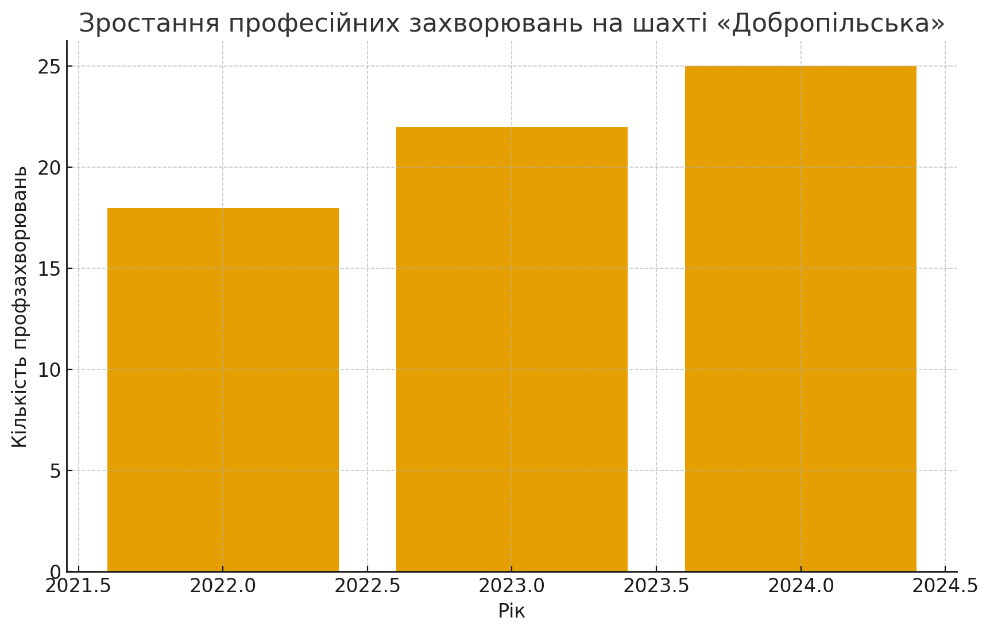 Зростання професійних захворювань на шахті «Добропільська»
Кількість профзахворювань
25
20
15
10
5
0
2021.5 2022.0 2022.5 2023.0 2023.5 2024.0 2024.5
Рік